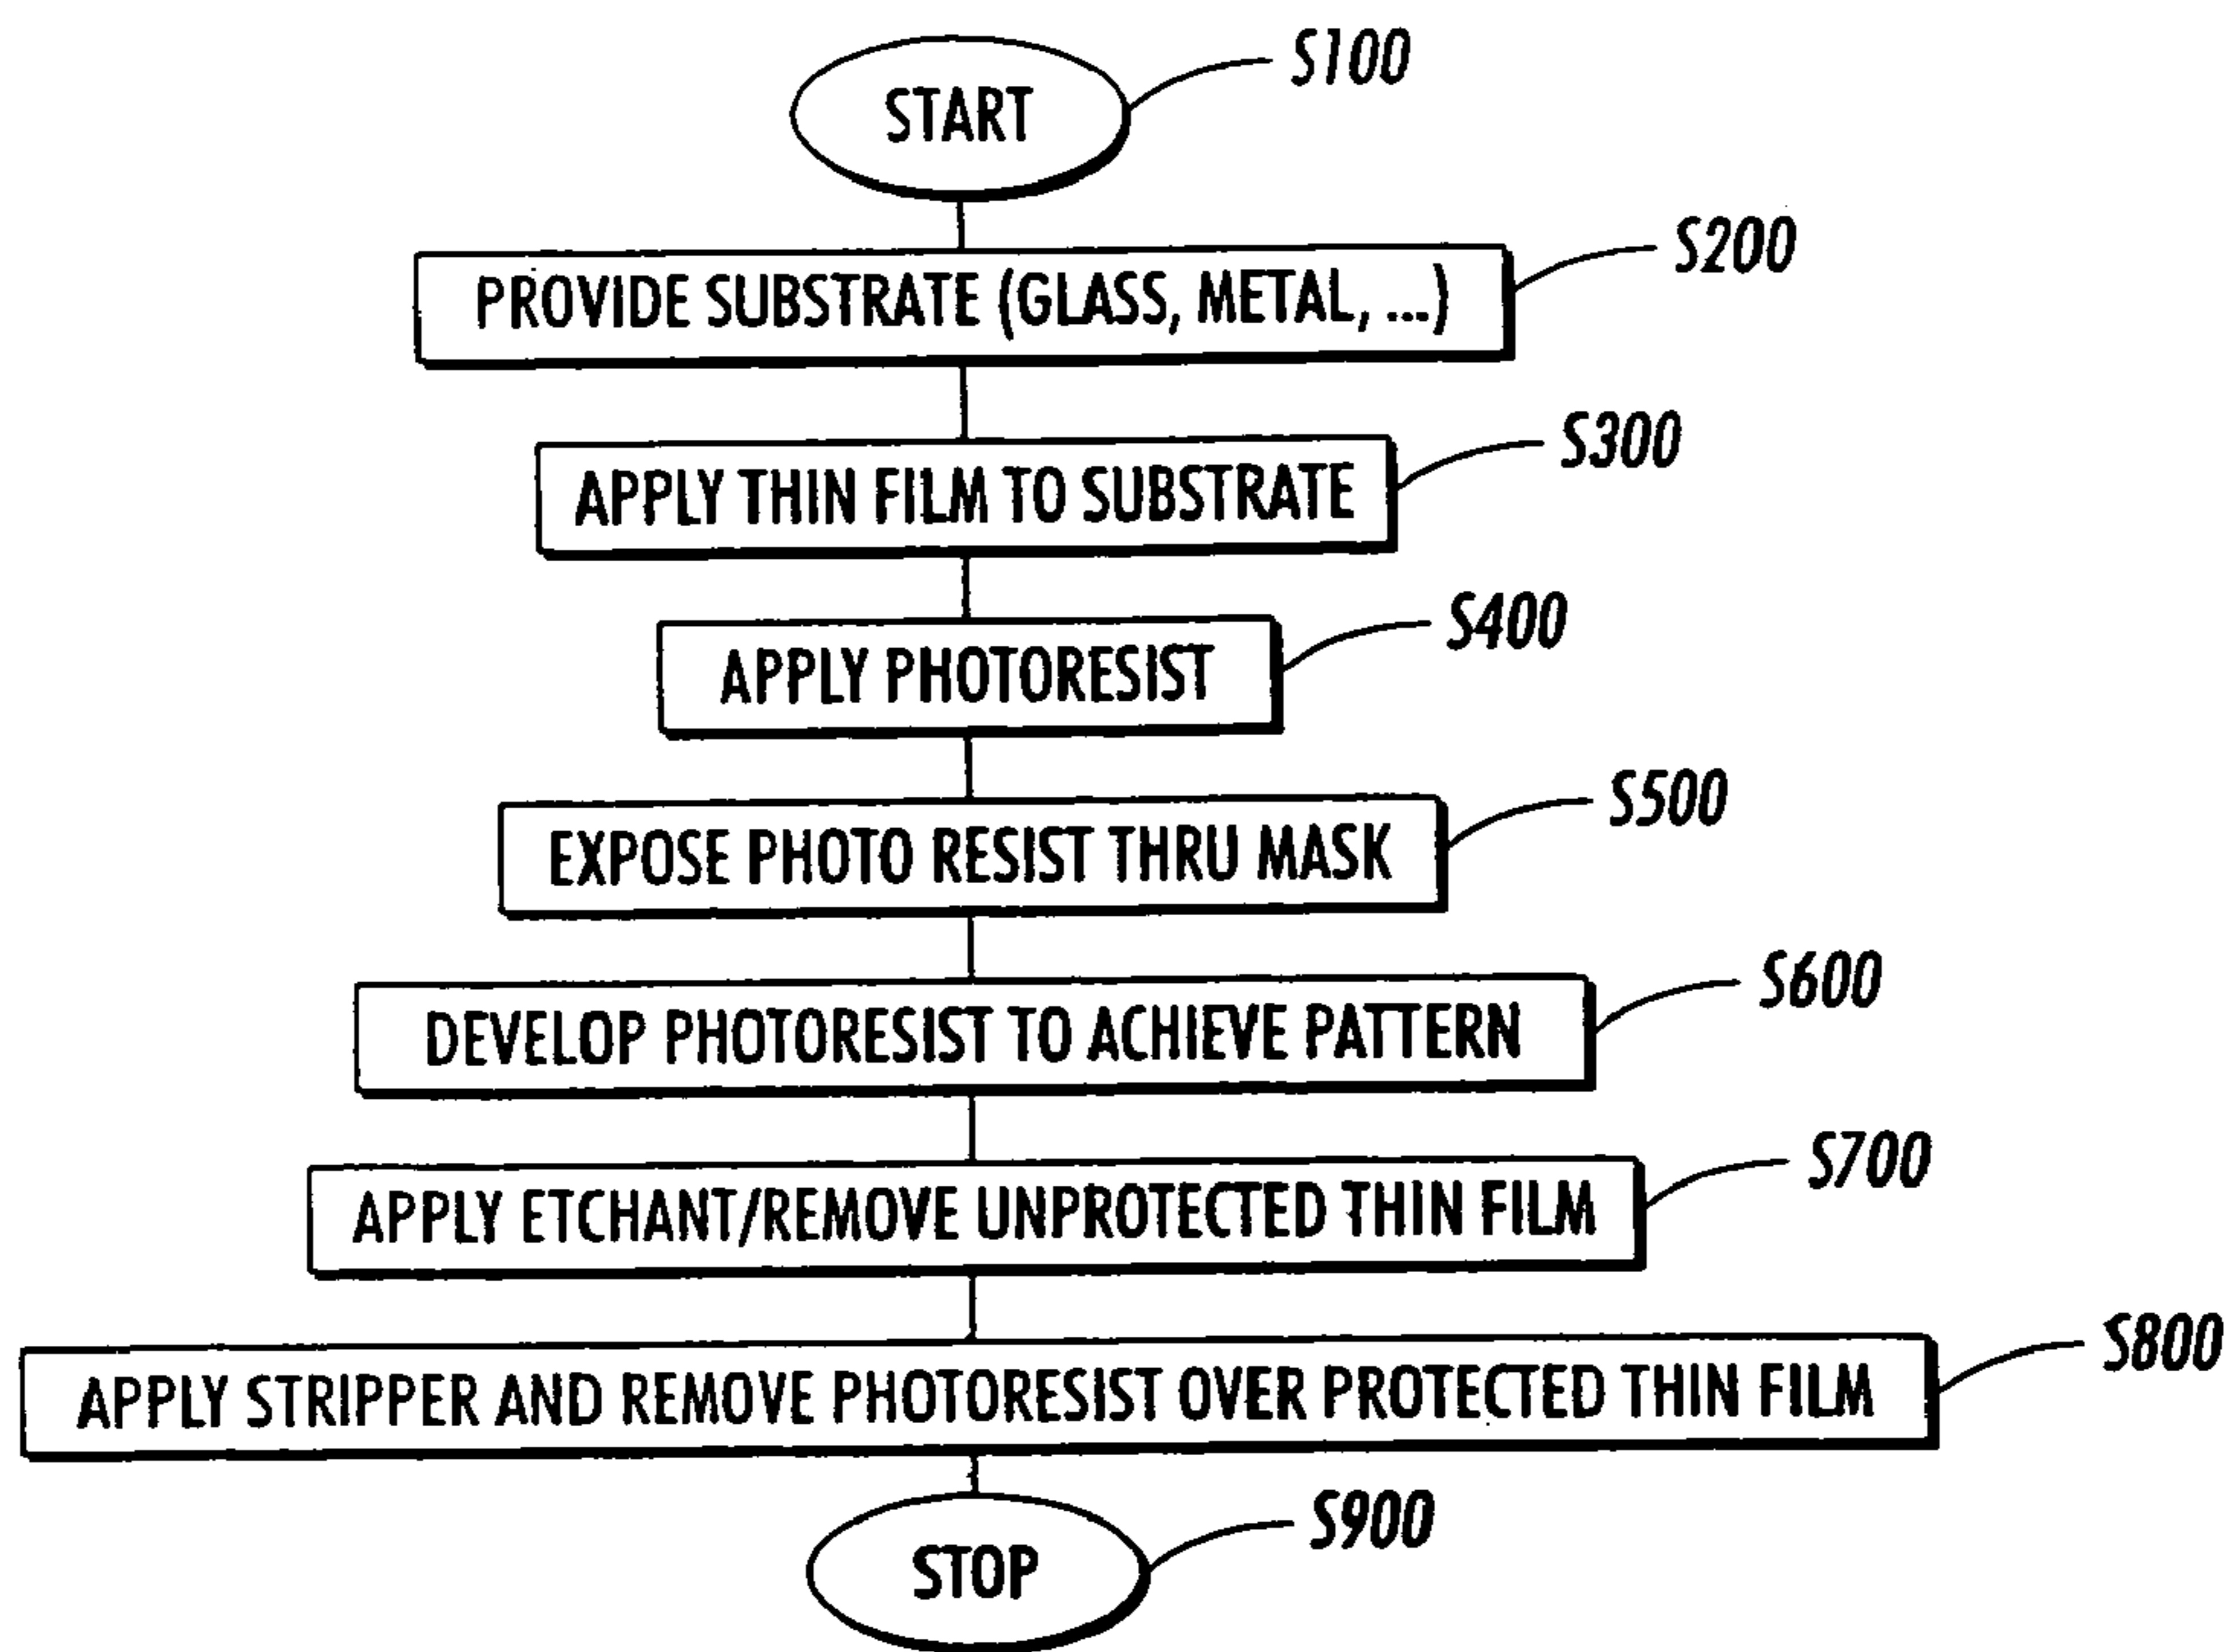 START
S100
PROVIDE SUBSTRATE (GLASS, METAL, ...)
S200
APPLY THIN FILM TO SUBSTRATE
S300
APPLY PHOTORESIST
S400
EXPOSE PHOTO RESIST THRU MASK
S500
DEVELOP PHOTORESIST TO ACHIEVE PATTERN
S600
APPLY ETCHANT/REMOVE UNPROTECTED THIN FILM
S700
APPLY STRIPPER AND REMOVE PHOTORESIST OVER PROTECTED THIN FILM
S800
STOP
S900